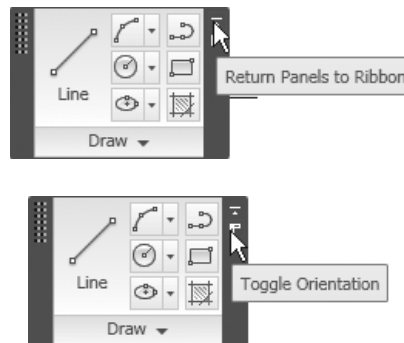 Return Panels to Ribbon
Line
Draw
Toggle Orientation
Line
Draw